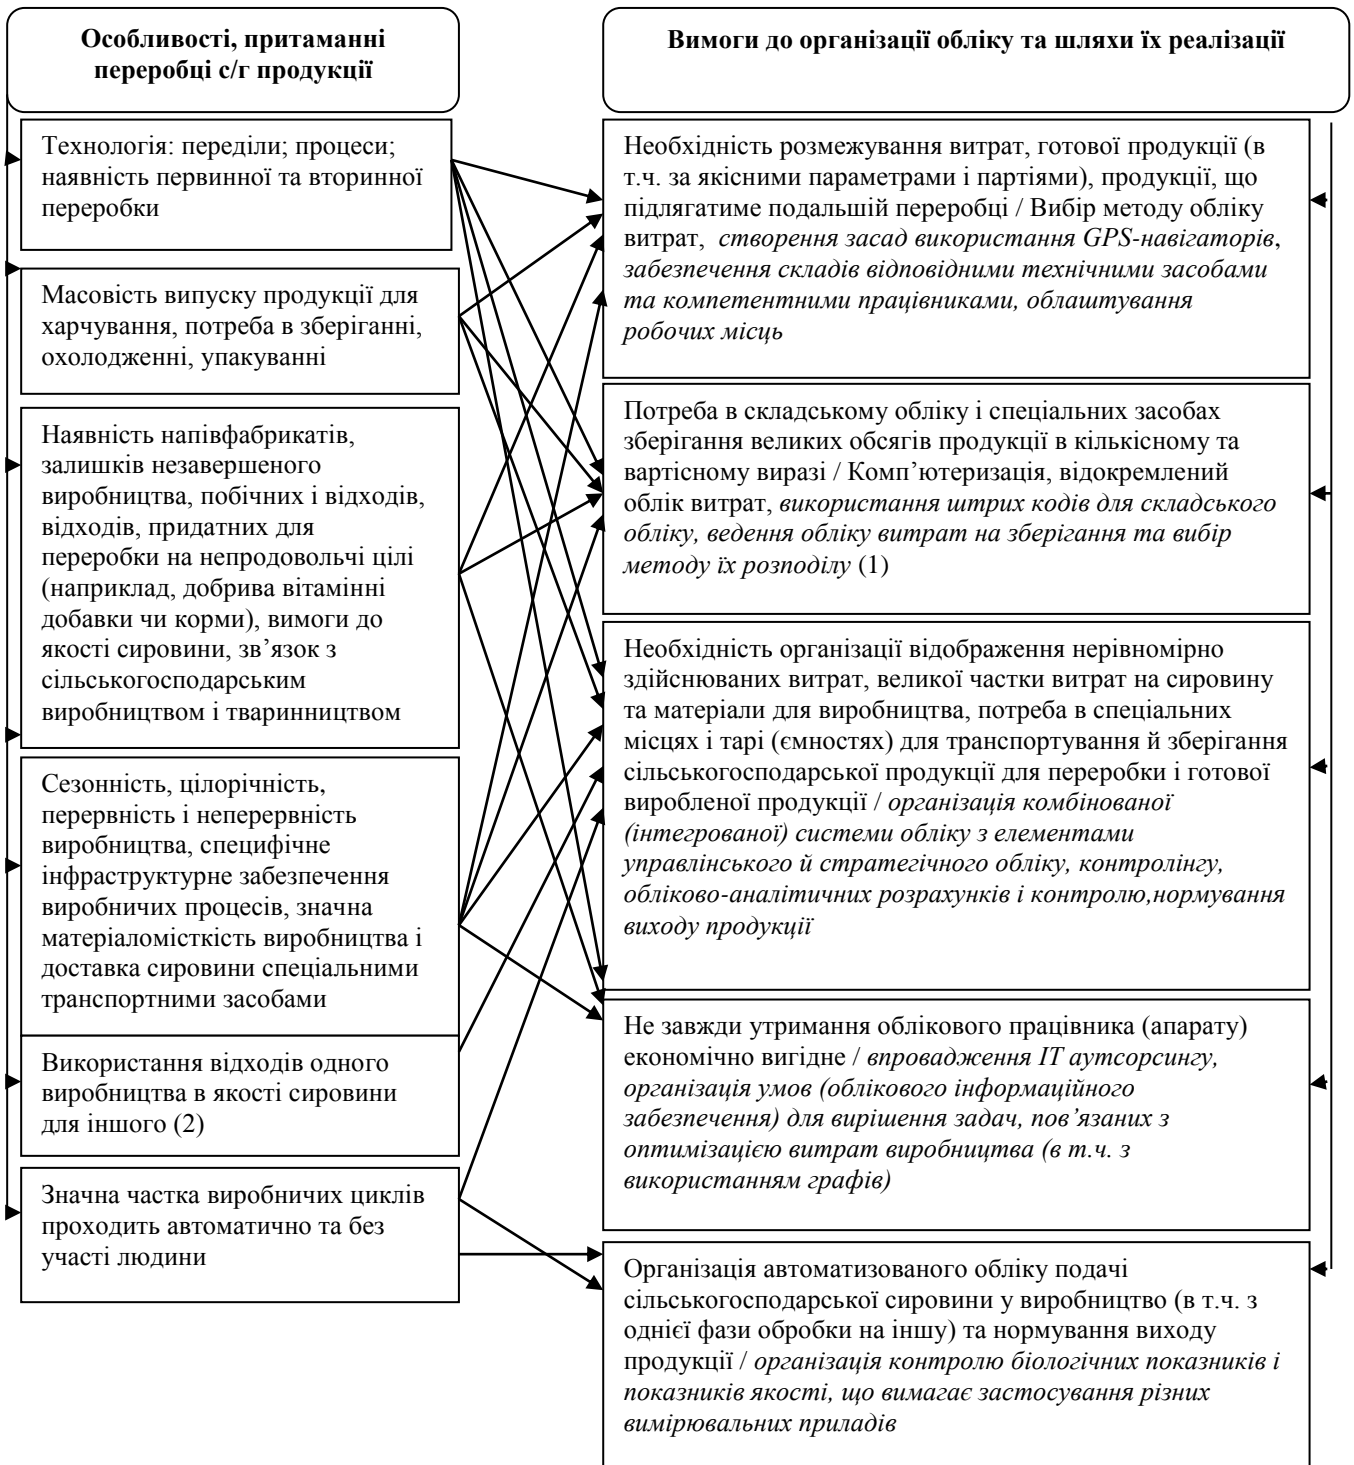 Особливості, притаманні
переробці с/г продукції
Вимоги до організації обліку та шляхи їх реалізації
Технологія: переділи; процеси;
наявність первинної та вторинної
переробки
Масовість випуску продукції для
харчування, потреба в зберіганні,
охолодженні, упакуванні
Наявність напівфабрикатів,
залишків незавершеного
виробництва, побічних і відходів,
відходів, придатних для
переробки на непродовольчі цілі
(наприклад, добрива вітамінні
добавки чи корми), вимоги до
якості сировини, зв’язок з
сільськогосподарським
виробництвом і тваринництвом
Сезонність, цілорічність,
перервність і неперервність
виробництва, специфічне
інфраструктурне забезпечення
виробничих процесів, значна
матеріаломісткість виробництва і
доставка сировини спеціальними
транспортними засобами
Використання відходів одного
виробництва в якості сировини
для іншого (2)
Значна частка виробничих циклів
проходить автоматично та без
участі людини
Необхідність розмежування витрат, готової продукції (в
т.ч. за якісними параметрами і партіями), продукції, що
підлягатиме подальшій переробці / Вибір методу обліку
витрат, створення засад використання GPS-навігаторів,
забезпечення складів відповідними технічними засобами
та компетентними працівниками, облаштування
робочих місць
Потреба в складському обліку і спеціальних засобах
зберігання великих обсягів продукції в кількісному та
вартісному виразі / Комп’ютеризація, відокремлений
облік витрат, використання штрих кодів для складського
обліку, ведення обліку витрат на зберігання та вибір
методу їх розподілу (1)
Необхідність організації відображення нерівномірно
здійснюваних витрат, великої частки витрат на сировину
та матеріали для виробництва, потреба в спеціальних
місцях і тарі (ємностях) для транспортування й зберігання
сільськогосподарської продукції для переробки і готової
виробленої продукції / організація комбінованої
(інтегрованої) системи обліку з елементами
управлінського й стратегічного обліку, контролінгу,
обліково-аналітичних розрахунків і контролю,нормування
виходу продукції
Не завжди утримання облікового працівника (апарату)
економічно вигідне / впровадження ІТ аутсорсингу,
організація умов (облікового інформаційного
забезпечення) для вирішення задач, пов’язаних з
оптимізацією витрат виробництва (в т.ч. з
використанням графів)
Організація автоматизованого обліку подачі
сільськогосподарської сировини у виробництво (в т.ч. з
однієї фази обробки на іншу) та нормування виходу
продукції / організація контролю біологічних показників і
показників якості, що вимагає застосування різних
вимірювальних приладів